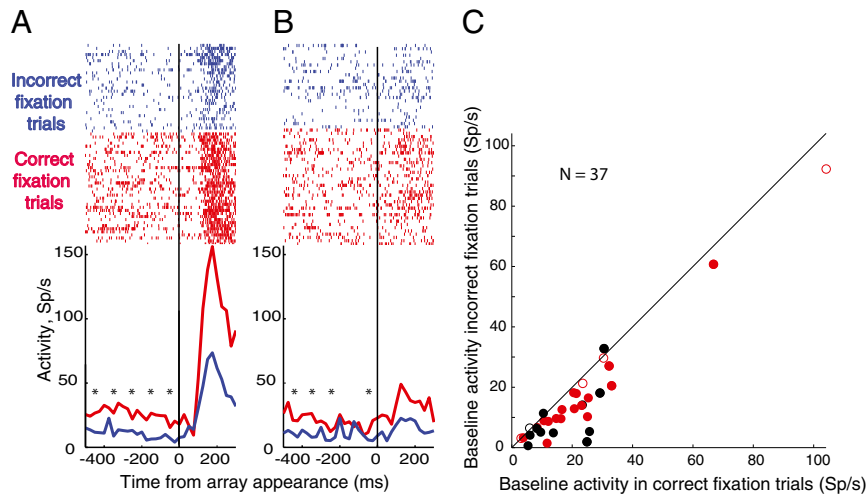 A
B
C
Incorrect
fixation
trials
Correct
fixation
trials
Activity, Sp/s
150
100
50
0
* * * * *
-400 -200 0 200
150
100
50
0
* * * *
-400 -200 0 200
Time from array appearance (ms)
Baseline activity incorrect fixation trials (Sp/s)
N = 37
100
80
60
40
20
0
0 20 40 60 80 100
Baseline activity in correct fixation trials (Sp/s)